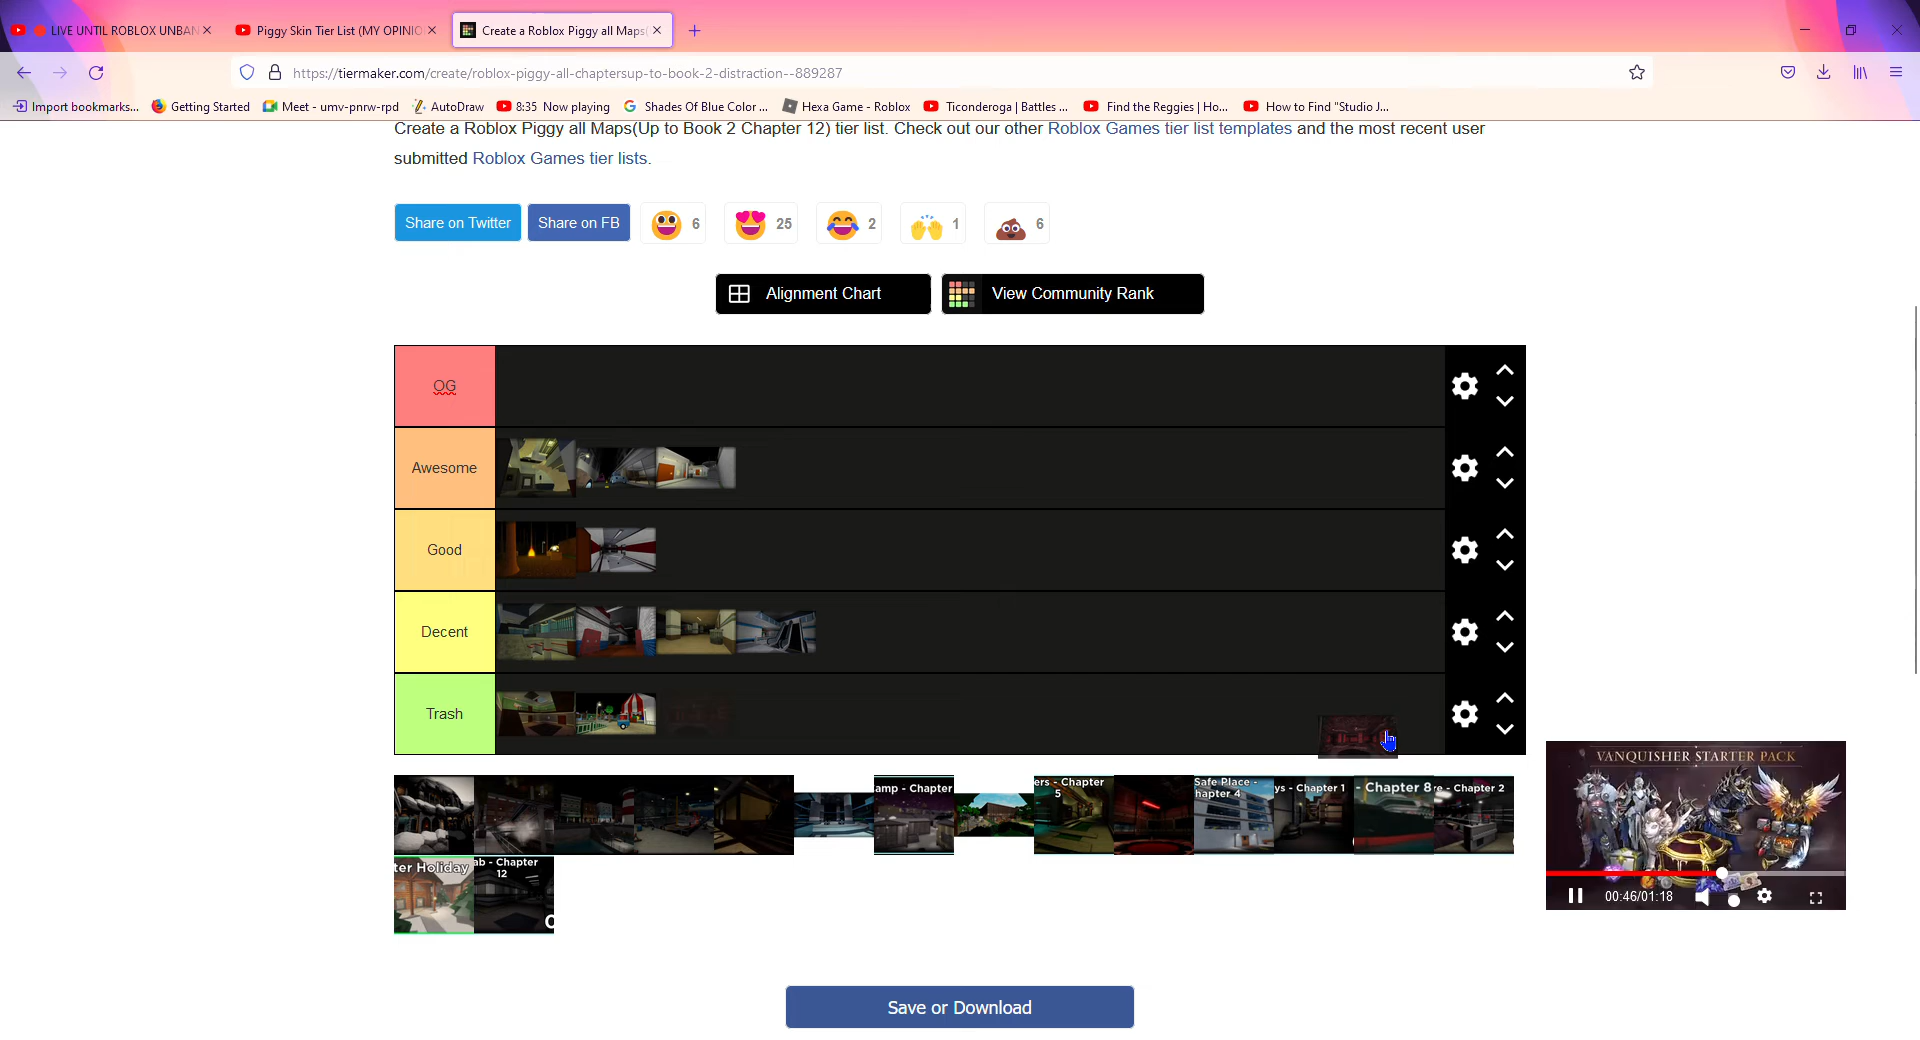 LIVE UNTIL ROBLOX UNBAN
Piggy Skin Tier List (MY OPINIO
Create a Roblox Piggy all Maps(
https://tiermaker.com/create/roblox-piggy-all-chaptersup-to-book-2-distraction--889287
Import bookmarks...
Getting Started
Meet - umv-pnrw-rpd
AutoDraw
8:35 Now playing
Shades Of Blue Color ...
Hexa Game - Roblox
Ticonderoga | Battles ...
Find the Reggies | Ho...
How to Find "Studio J...
Create a Roblox Piggy all Maps(Up to Book 2 Chapter 12) tier list. Check out our other Roblox Games tier list templates and the most recent user
submitted Roblox Games tier lists.
Share on Twitter
Share on FB
6
25
2
1
6
Alignment Chart
View Community Rank
OG
Awesome
Good
Decent
Trash
amp - Chapter
ers - Chapter
5
Safe Place -
hapter 4
ys - Chapter 1
- Chapter 8
re - Chapter 2
ter Holiday
ab - Chapter
12
VANQUISHER STARTER PACK
00:46/01:18
Save or Download